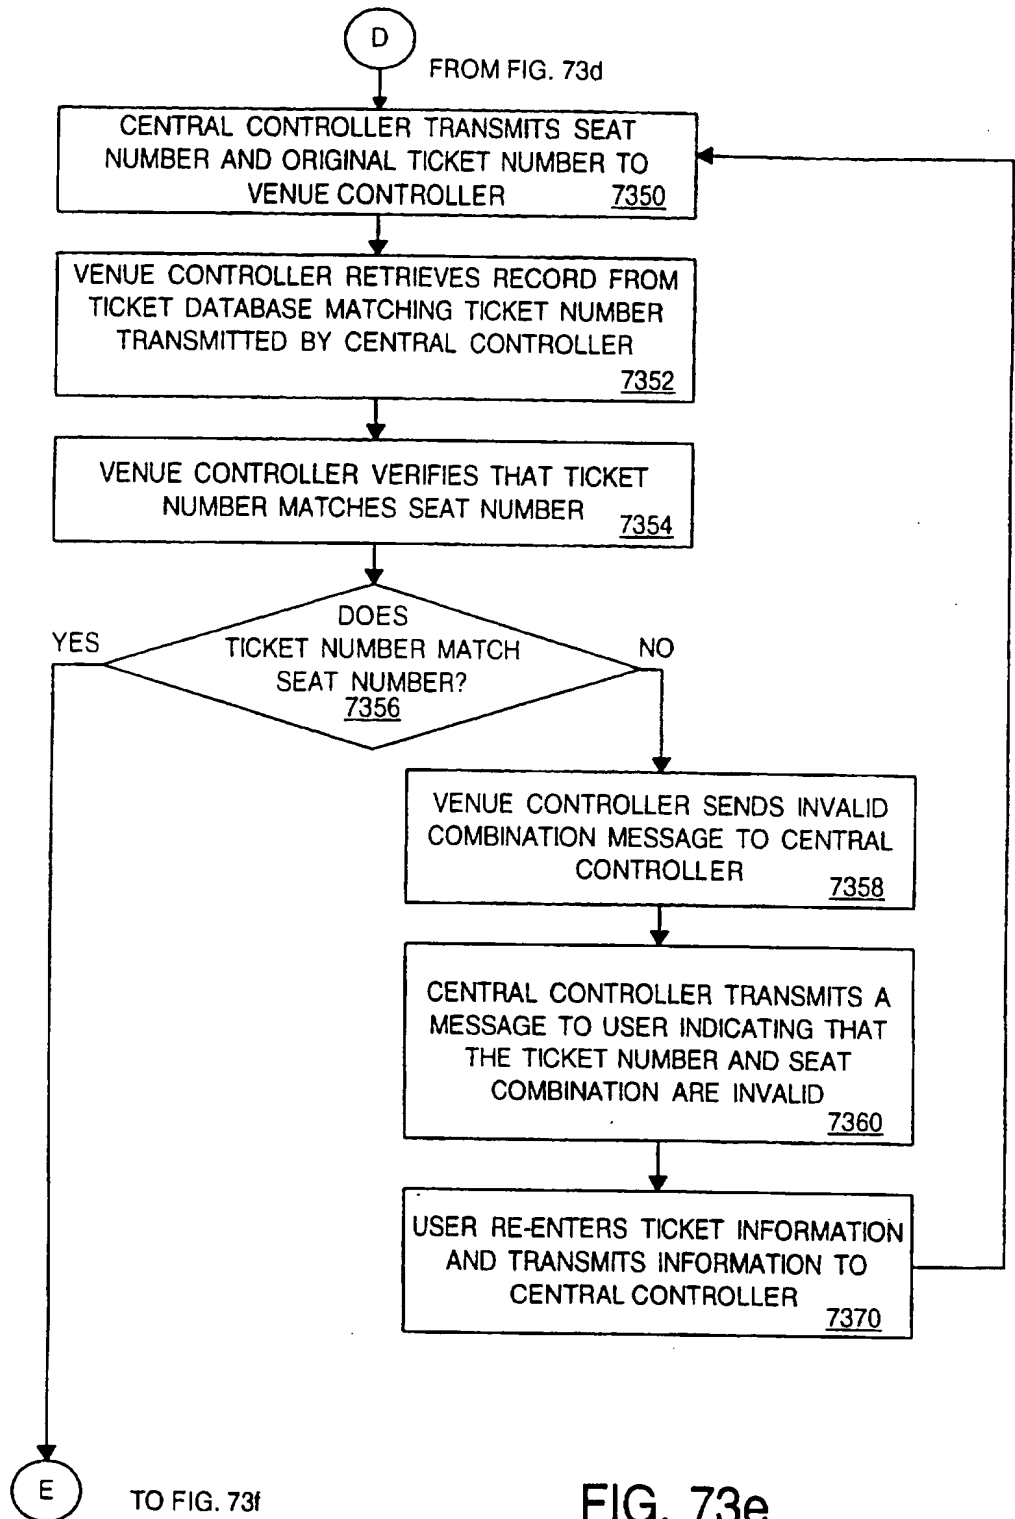 D
FROM FIG. 73d
CENTRAL CONTROLLER TRANSMITS SEAT
NUMBER AND ORIGINAL TICKET NUMBER TO
VENUE CONTROLLER 7350
VENUE CONTROLLER RETRIEVES RECORD FROM
TICKET DATABASE MATCHING TICKET NUMBER
TRANSMITTED BY CENTRAL CONTROLLER
7352
VENUE CONTROLLER VERIFIES THAT TICKET
NUMBER MATCHES SEAT NUMBER 7354
DOES
TICKET NUMBER MATCH
SEAT NUMBER?
7356
YES
NO
VENUE CONTROLLER SENDS INVALID
COMBINATION MESSAGE TO CENTRAL
CONTROLLER 7358
CENTRAL CONTROLLER TRANSMITS A
MESSAGE TO USER INDICATING THAT
THE TICKET NUMBER AND SEAT
COMBINATION ARE INVALID
7360
USER RE-ENTERS TICKET INFORMATION
AND TRANSMITS INFORMATION TO
CENTRAL CONTROLLER 7370
E
TO FIG. 73f
FIG. 73e